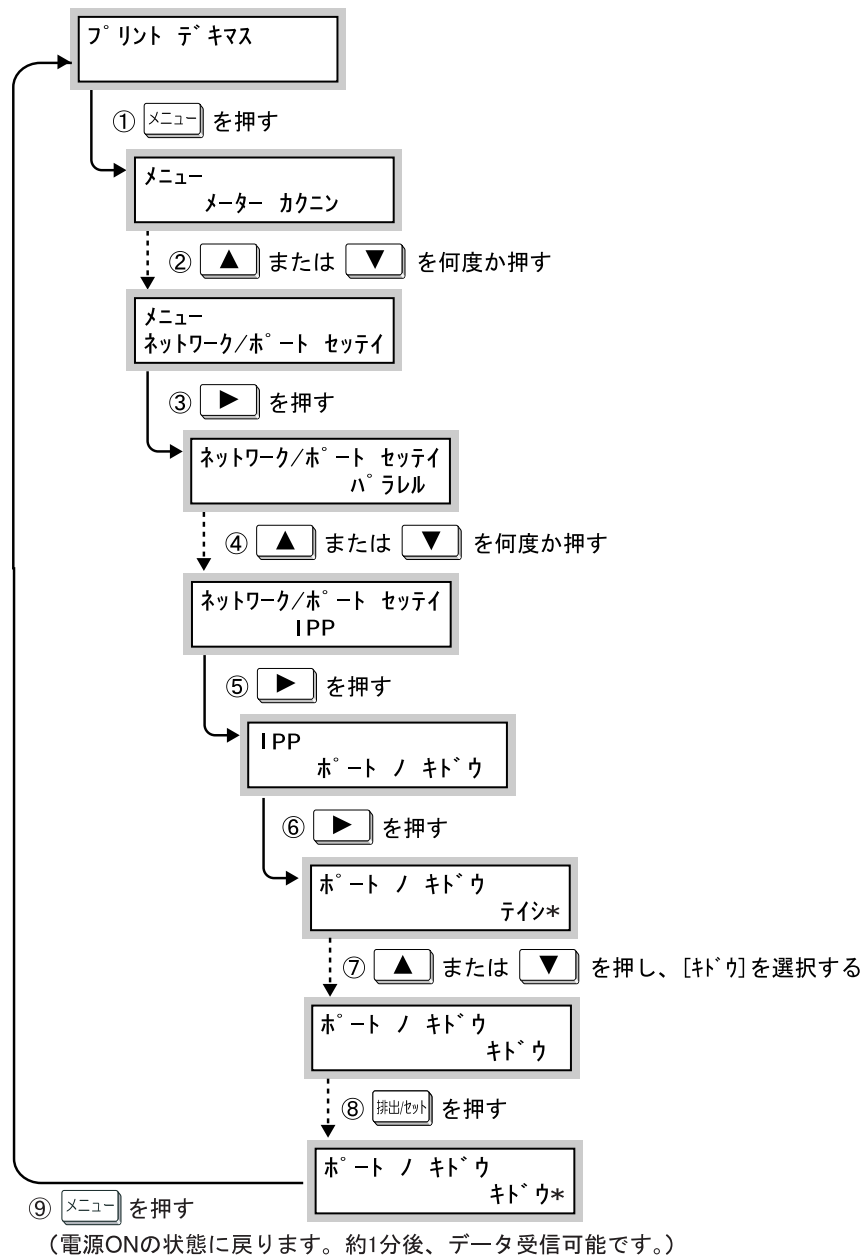 プリント デキマス
① メニュー を押す
メニュー
メーター カクニン
② ▲ または ▼ を何度か押す
メニュー
ネットワーク/ポート セッテイ
③ ▶ を押す
ネットワーク/ポート セッテイ
パラレル
④ ▲ または ▼ を何度か押す
ネットワーク/ポート セッテイ
IPP
⑤ ▶ を押す
IPP
ポート ノ キドウ
⑥ ▶ を押す
ポート ノ キドウ
テイシ*
⑦ ▲ または ▼ を押し、[キドウ]を選択する
ポート ノ キドウ
キドウ
⑧ 排出/セット を押す
ポート ノ キドウ
キドウ*
⑨ メニュー を押す
(電源ONの状態に戻ります。約1分後、データ受信可能です。)